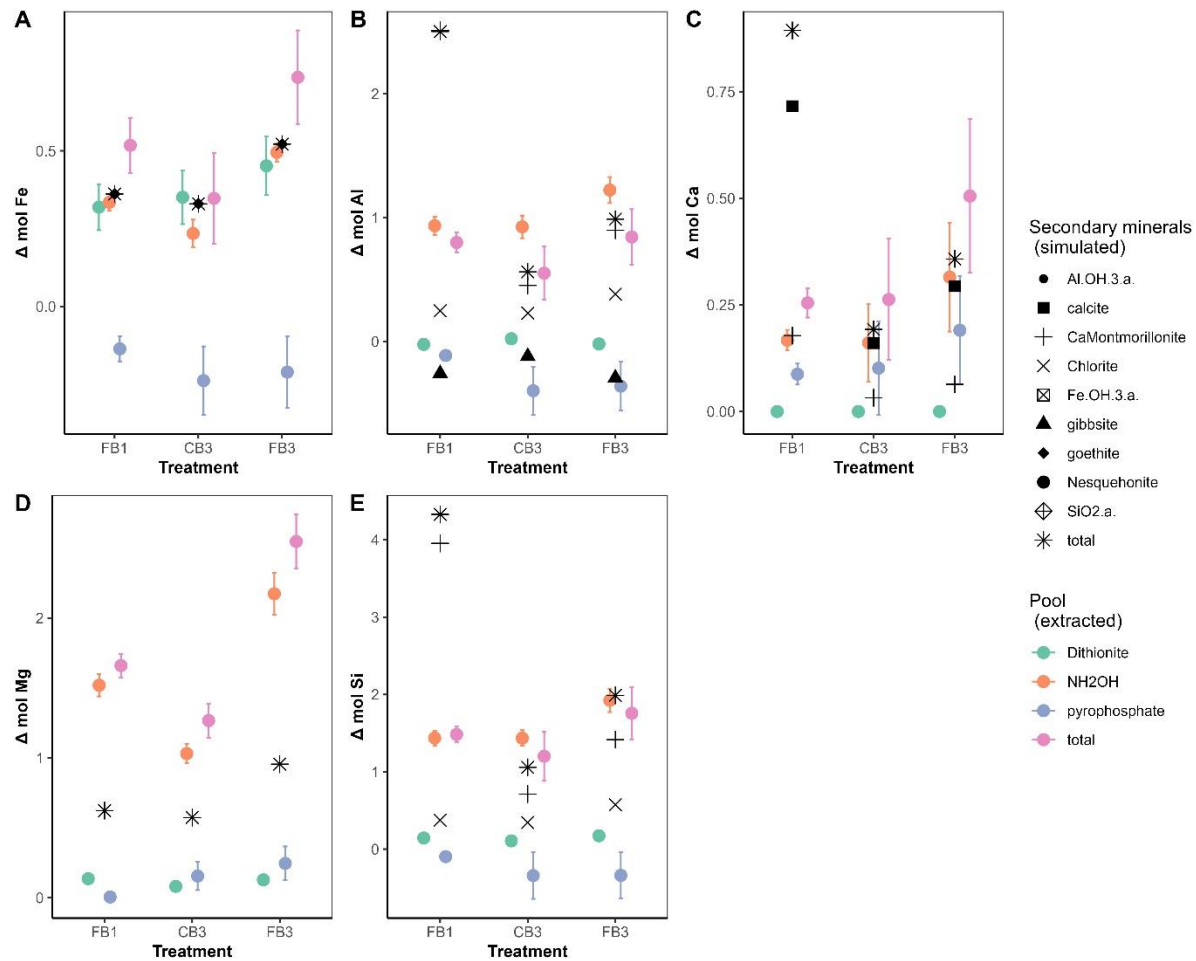 A
Δ mol Fe
0.5
0.0
FB1 CB3 FB3
Treatment
B
Δ mol Al
2
1
0
FB1 CB3 FB3
Treatment
C
Δ mol Ca
0.75
0.50
0.25
0.00
FB1 CB3 FB3
Treatment
D
Δ mol Mg
2
1
0
FB1 CB3 FB3
Treatment
E
Δ mol Si
4
3
2
1
0
FB1 CB3 FB3
Treatment
Secondary minerals
(simulated)
Al.OH.3.a.
calcite
CaMontmorillonite
Chlorite
Fe.OH.3.a.
gibbsite
goethite
Nesquehonite
SiO2.a.
total
Pool
(extracted)
Dithionite
NH2OH
pyrophosphate
total